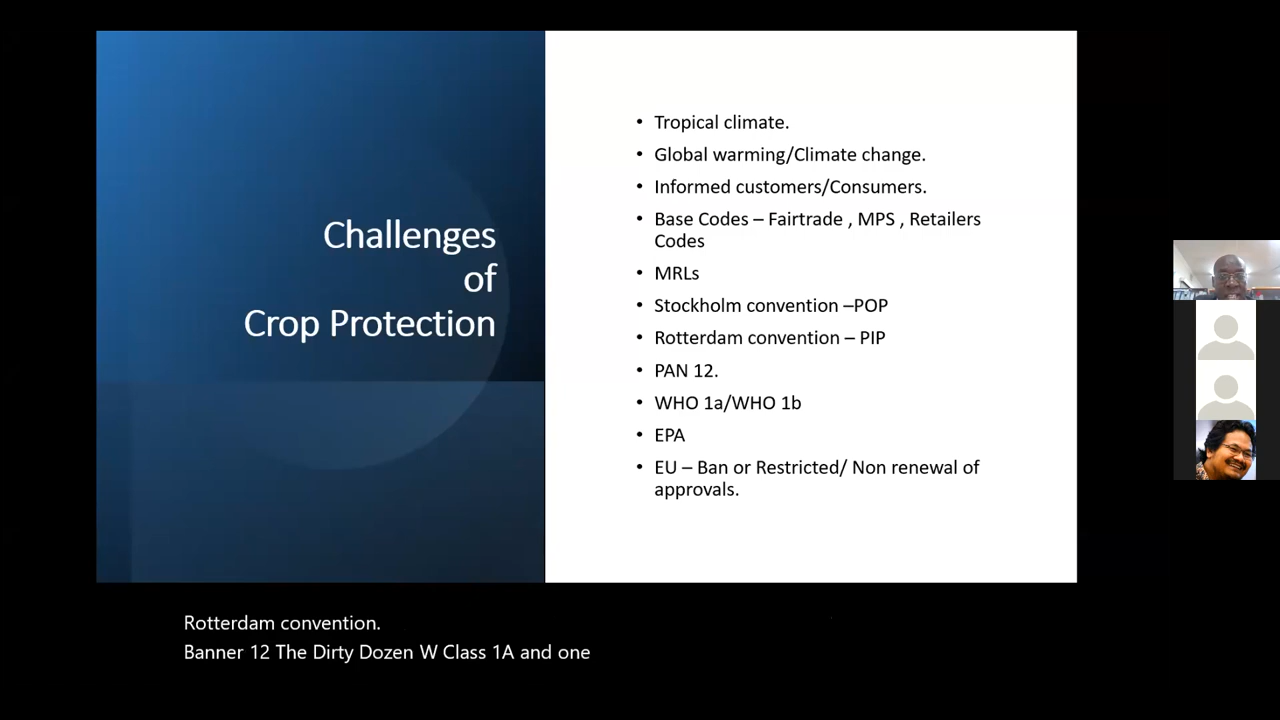 Challenges
of
Crop Protection
• Tropical climate.
• Global warming/Climate change.
• Informed customers/Consumers.
• Base Codes – Fairtrade , MPS , Retailers
Codes
• MRLs
• Stockholm convention –POP
• Rotterdam convention – PIP
• PAN 12.
• WHO 1a/WHO 1b
• EPA
• EU – Ban or Restricted/ Non renewal of
approvals.
Rotterdam convention.
Banner 12 The Dirty Dozen W Class 1A and one